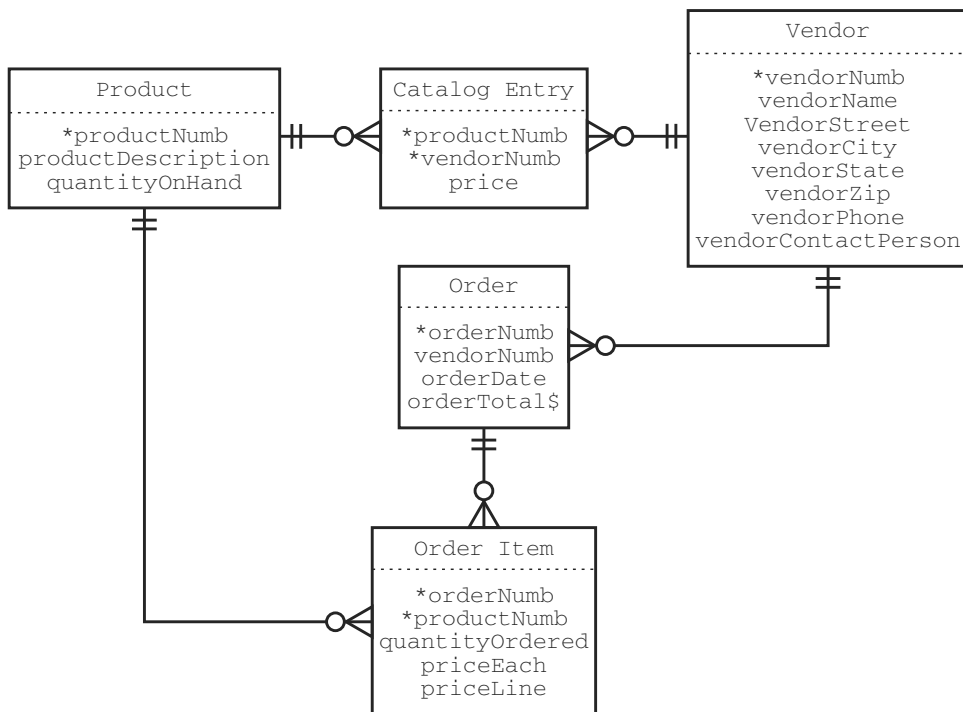 Product
*productNumb
productDescription
quantityOnHand
Catalog Entry
*productNumb
*vendorNumb
price
Vendor
*vendorNumb
vendorName
VendorStreet
vendorCity
vendorState
vendorZip
vendorPhone
vendorContactPerson
Order
*orderNumb
vendorNumb
orderDate
orderTotal$
Order Item
*orderNumb
*productNumb
quantityOrdered
priceEach
priceLine